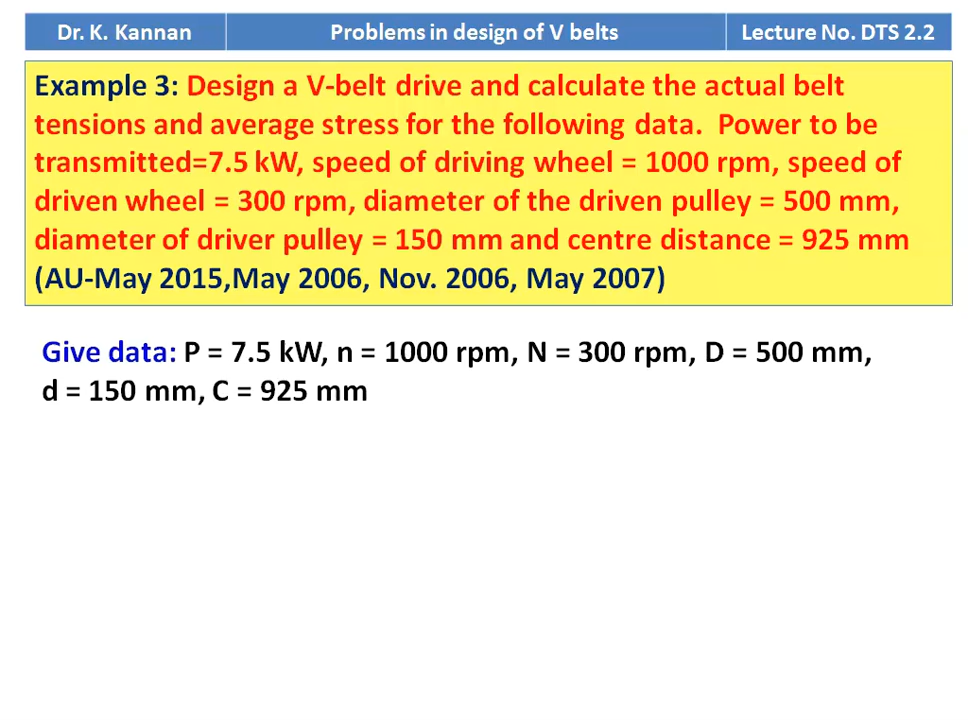 Dr. K. Kannan
Problems in design of V belts
Lecture No. DTS 2.2
Example 3: Design a V-belt drive and calculate the actual belt
tensions and average stress for the following data. Power to be
transmitted=7.5 kW, speed of driving wheel = 1000 rpm, speed of
driven wheel = 300 rpm, diameter of the driven pulley = 500 mm,
diameter of driver pulley = 150 mm and centre distance = 925 mm
(AU-May 2015,May 2006, Nov. 2006, May 2007)
Give data: P = 7.5 kW, n = 1000 rpm, N = 300 rpm, D = 500 mm,
d = 150 mm, C = 925 mm